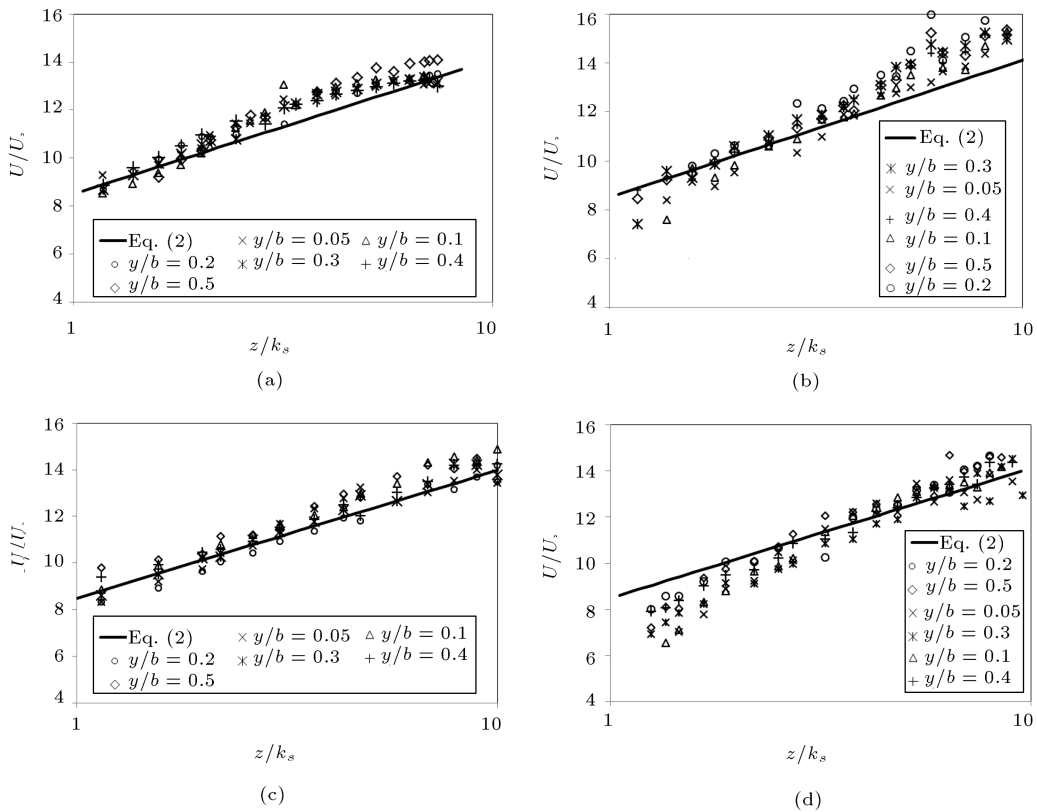 16
14
12
10
8
6
4
U/U*
Eq. (2)
y/b = 0.05
y/b = 0.1
y/b = 0.2
y/b = 0.3
y/b = 0.4
y/b = 0.5
1
10
z/ks
(a)
16
14
12
10
8
6
4
U/U*
Eq. (2)
y/b = 0.3
y/b = 0.05
y/b = 0.4
y/b = 0.1
y/b = 0.5
y/b = 0.2
1
10
z/ks
(b)
16
14
12
10
8
6
4
Eq. (2)
y/b = 0.05
y/b = 0.1
y/b = 0.2
y/b = 0.3
y/b = 0.4
y/b = 0.5
1
10
z/ks
(c)
16
14
12
10
8
6
4
U/U*
Eq. (2)
y/b = 0.2
y/b = 0.5
y/b = 0.05
y/b = 0.3
y/b = 0.1
y/b = 0.4
1
10
z/ks
(d)